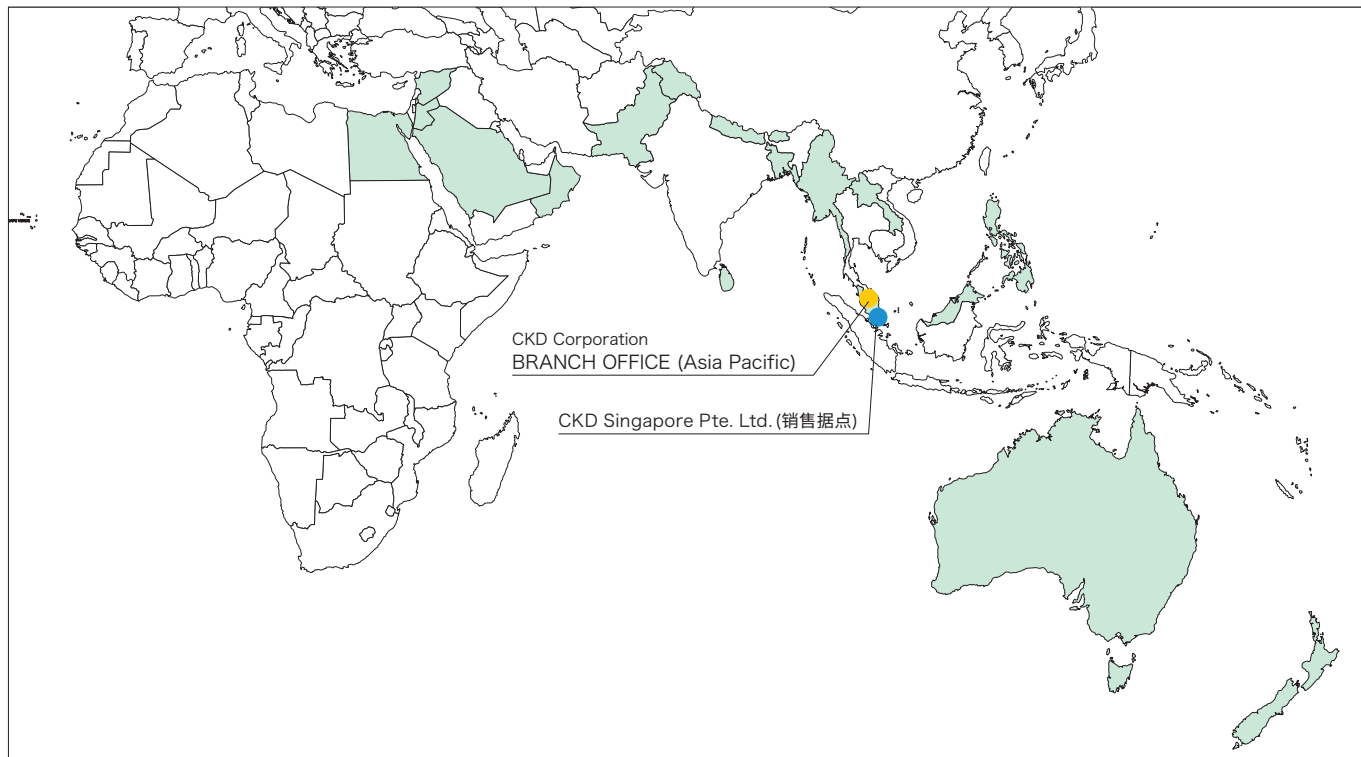 CKD Corporation
BRANCH OFFICE (Asia Pacific)
CKD Singapore Pte. Ltd. (销售据点)